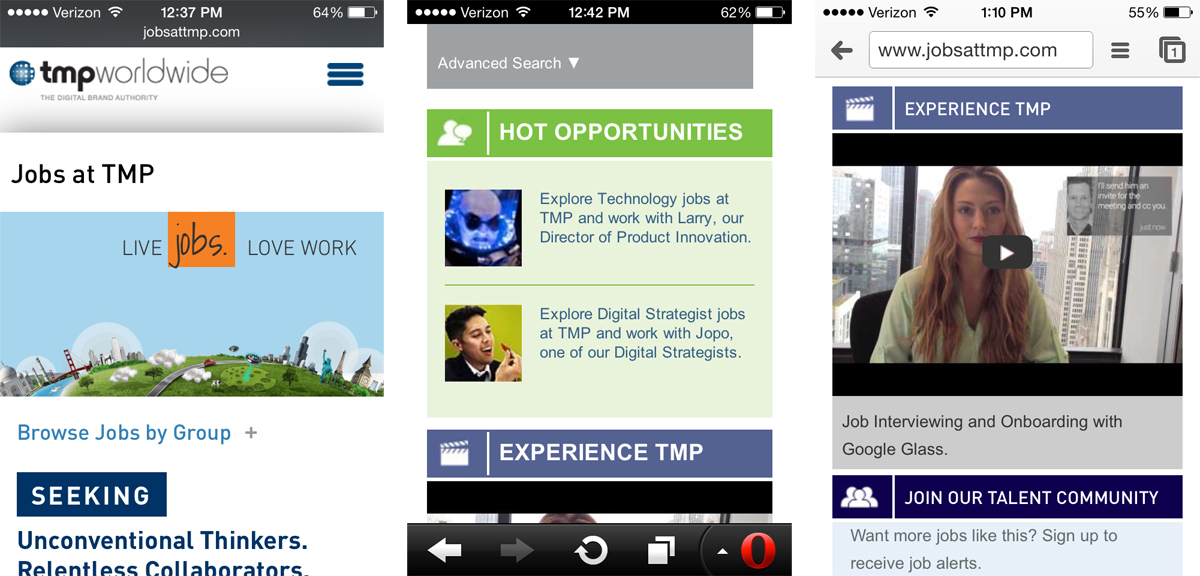 Verizon 12:37 PM 64%
jobsattmp.com
tmpworldwide
THE DIGITAL BRAND AUTHORITY
Jobs at TMP
LIVE jobs. LOVE WORK
Browse Jobs by Group +
SEEKING
Unconventional Thinkers.
Relentless Collaborators.
Verizon 12:42 PM 62%
Advanced Search ▼
HOT OPPORTUNITIES
Explore Technology jobs at
TMP and work with Larry, our
Director of Product Innovation.
Explore Digital Strategist jobs
at TMP and work with Jopo,
one of our Digital Strategists.
EXPERIENCE TMP
Verizon 1:10 PM 55%
www.jobsattmp.com
1
EXPERIENCE TMP
I'll send him an
invite for the
meeting and cc you.
just now
Job Interviewing and Onboarding with
Google Glass.
JOIN OUR TALENT COMMUNITY
Want more jobs like this? Sign up to
receive job alerts.